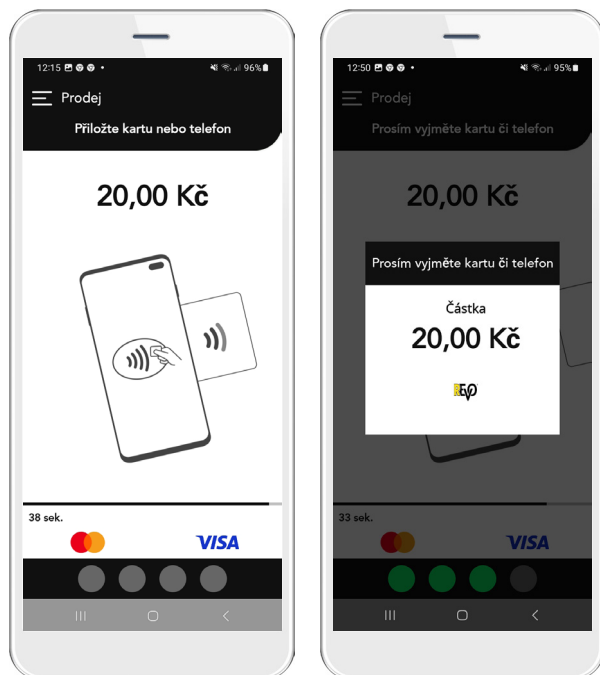 12:15
96%
Prodej
Přiložte kartu nebo telefon
20,00 Kč
38 sek.
VISA
12:50
95%
Prodej
Prosím vyjměte kartu či telefon
20,00 Kč
Prosím vyjměte kartu či telefon
Částka
20,00 Kč
REVO
33 sek.
VISA